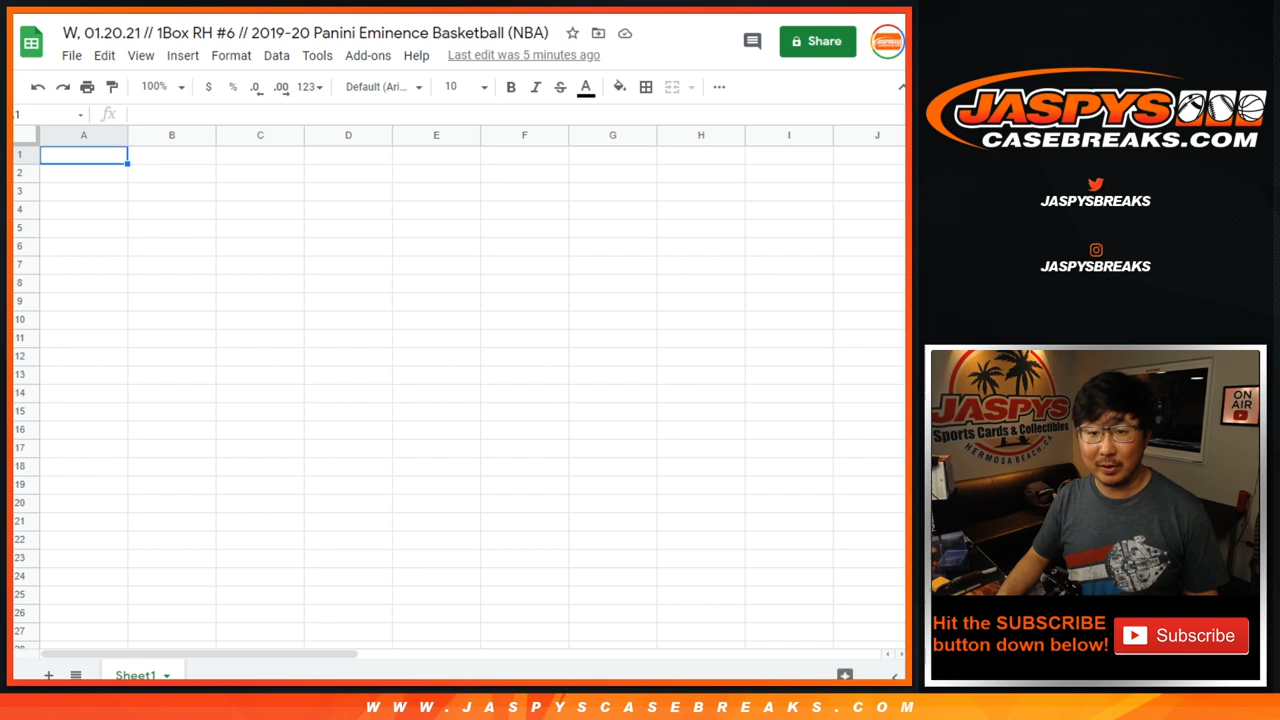 W, 01.20.21 // 1Box RH #6 // 2019-20 Panini Eminence Basketball (NBA)
Share
File Edit View Insert Format Data Tools Add-ons Help Last edit was 5 minutes ago
100% $ % .0 .00 123 Default (Ari... 10 B I S A
fx
A B C D E F G H I J
1
2
3
4
5
6
7
8
9
10
11
12
13
14
15
16
17
18
19
20
21
22
23
24
25
26
27
Sheet1
JASPYS
CASEBREAKS.COM
JASPYSBREAKS
JASPYSBREAKS
JASPYS
Sports Cards & Collectibles
HERMOSA BEACH, CA
ON
AIR
Hit the SUBSCRIBE
button down below!
Subscribe
WWW.JASPYSCASEBREAKS.COM